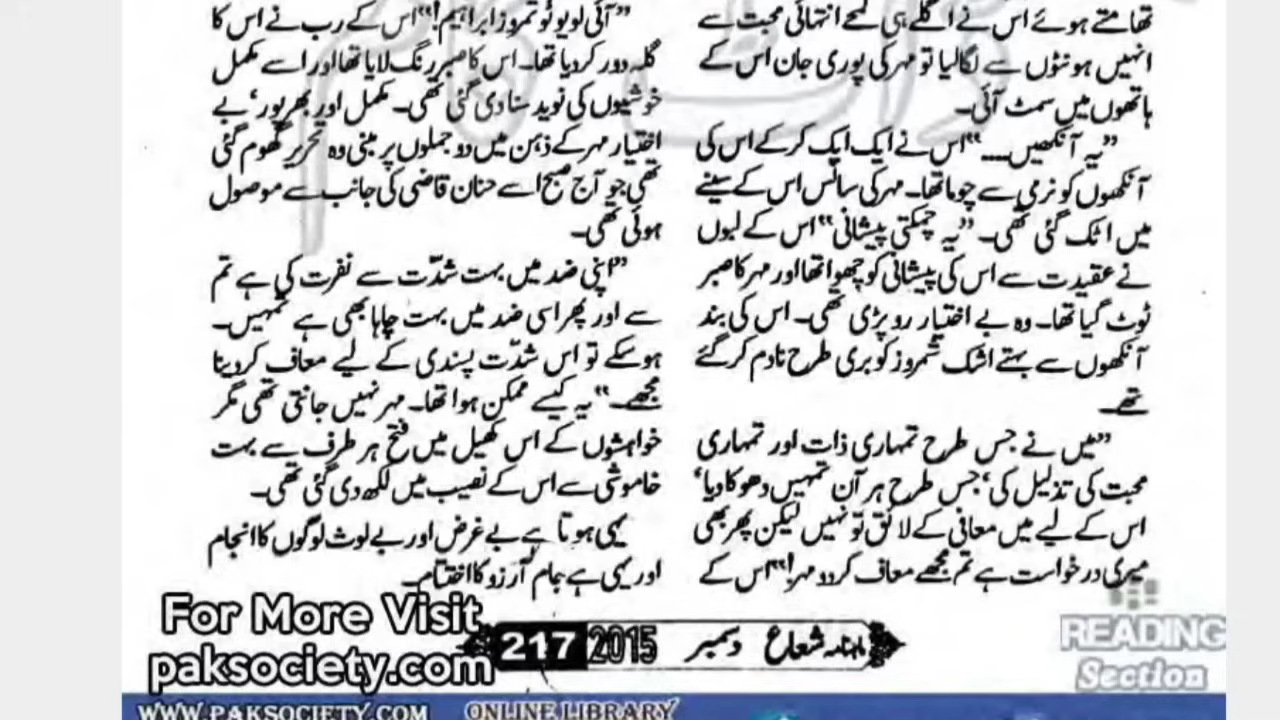 تھامتے ہوئے اس نے اگلے ہی لمحے انتہائی محبت سے
انہیں ہونٹوں سے لگالیا تو مہر کی پوری جان اس کے
ہاتھوں میں سمٹ آئی۔
”یہ آنکھیں۔۔۔۔“ اس نے ایک ایک کرکے اس کی
آنکھوں کو نرمی سے چوما تھا۔ مہر کی سانس اس کے سینے
میں اٹک گئی تھی۔ ”یہ چمکتی پیشانی“ اس کے لبوں
نے عقیدت سے اس کی پیشانی کو چھوا تھا اور مہر کا صبر
ٹوٹ گیا تھا۔ وہ بے اختیار رو پڑی تھی۔ اس کی بند
آنکھوں سے بہتے اشک شمروز کو بری طرح نادم کر گئے
تھے۔
”میں نے جس طرح تمہاری ذات اور تمہاری
محبت کی تذلیل کی‘ جس طرح ہر آن تمہیں دھوکا دیا‘
اس کے لیے میں معافی کے لائق تو نہیں لیکن پھر بھی
میری درخواست ہے تم مجھے معاف کر دو مہر!“ اس کے
”آئی لو یو ٹو شمروز ابراہیم!“ اس کے رب نے اس کا
گلہ دور کر دیا تھا۔ اس کا صبر رنگ لایا تھا اور اسے مکمل
خوشیوں کی نوید سنا دی گئی تھی۔ مکمل اور بھرپور‘ بے
اختیار مہر کے ذہن میں دو جملوں پر مبنی وہ تحریر گھوم گئی
تھی جو آج صبح اسے حنان قاضی کی جانب سے موصول
ہوئی تھی۔
”اپنی ضد میں بہت شدّت سے نفرت کی ہے تم
سے اور پھر اسی ضد میں بہت چاہا بھی ہے تمہیں۔
ہو سکے تو اس شدّت پسندی کے لیے معاف کر دینا
مجھے۔“ یہ کیسے ممکن ہوا تھا۔ مہر نہیں جانتی تھی مگر
خواہشوں کے اس کھیل میں فتح ہر طرف سے بہت
خاموشی سے اس کے نصیب میں لکھ دی گئی تھی۔
یہی ہوتا ہے بے غرض اور بے لوث لوگوں کا انجام
اور یہی ہے بجام آرزو کا اختتام۔
For More Visit
paksociety.com
ماہنامہ شعاع دسمبر 2015 217
READING
Section
WWW.PAKSOCIETY.COM ONLINE LIBRARY